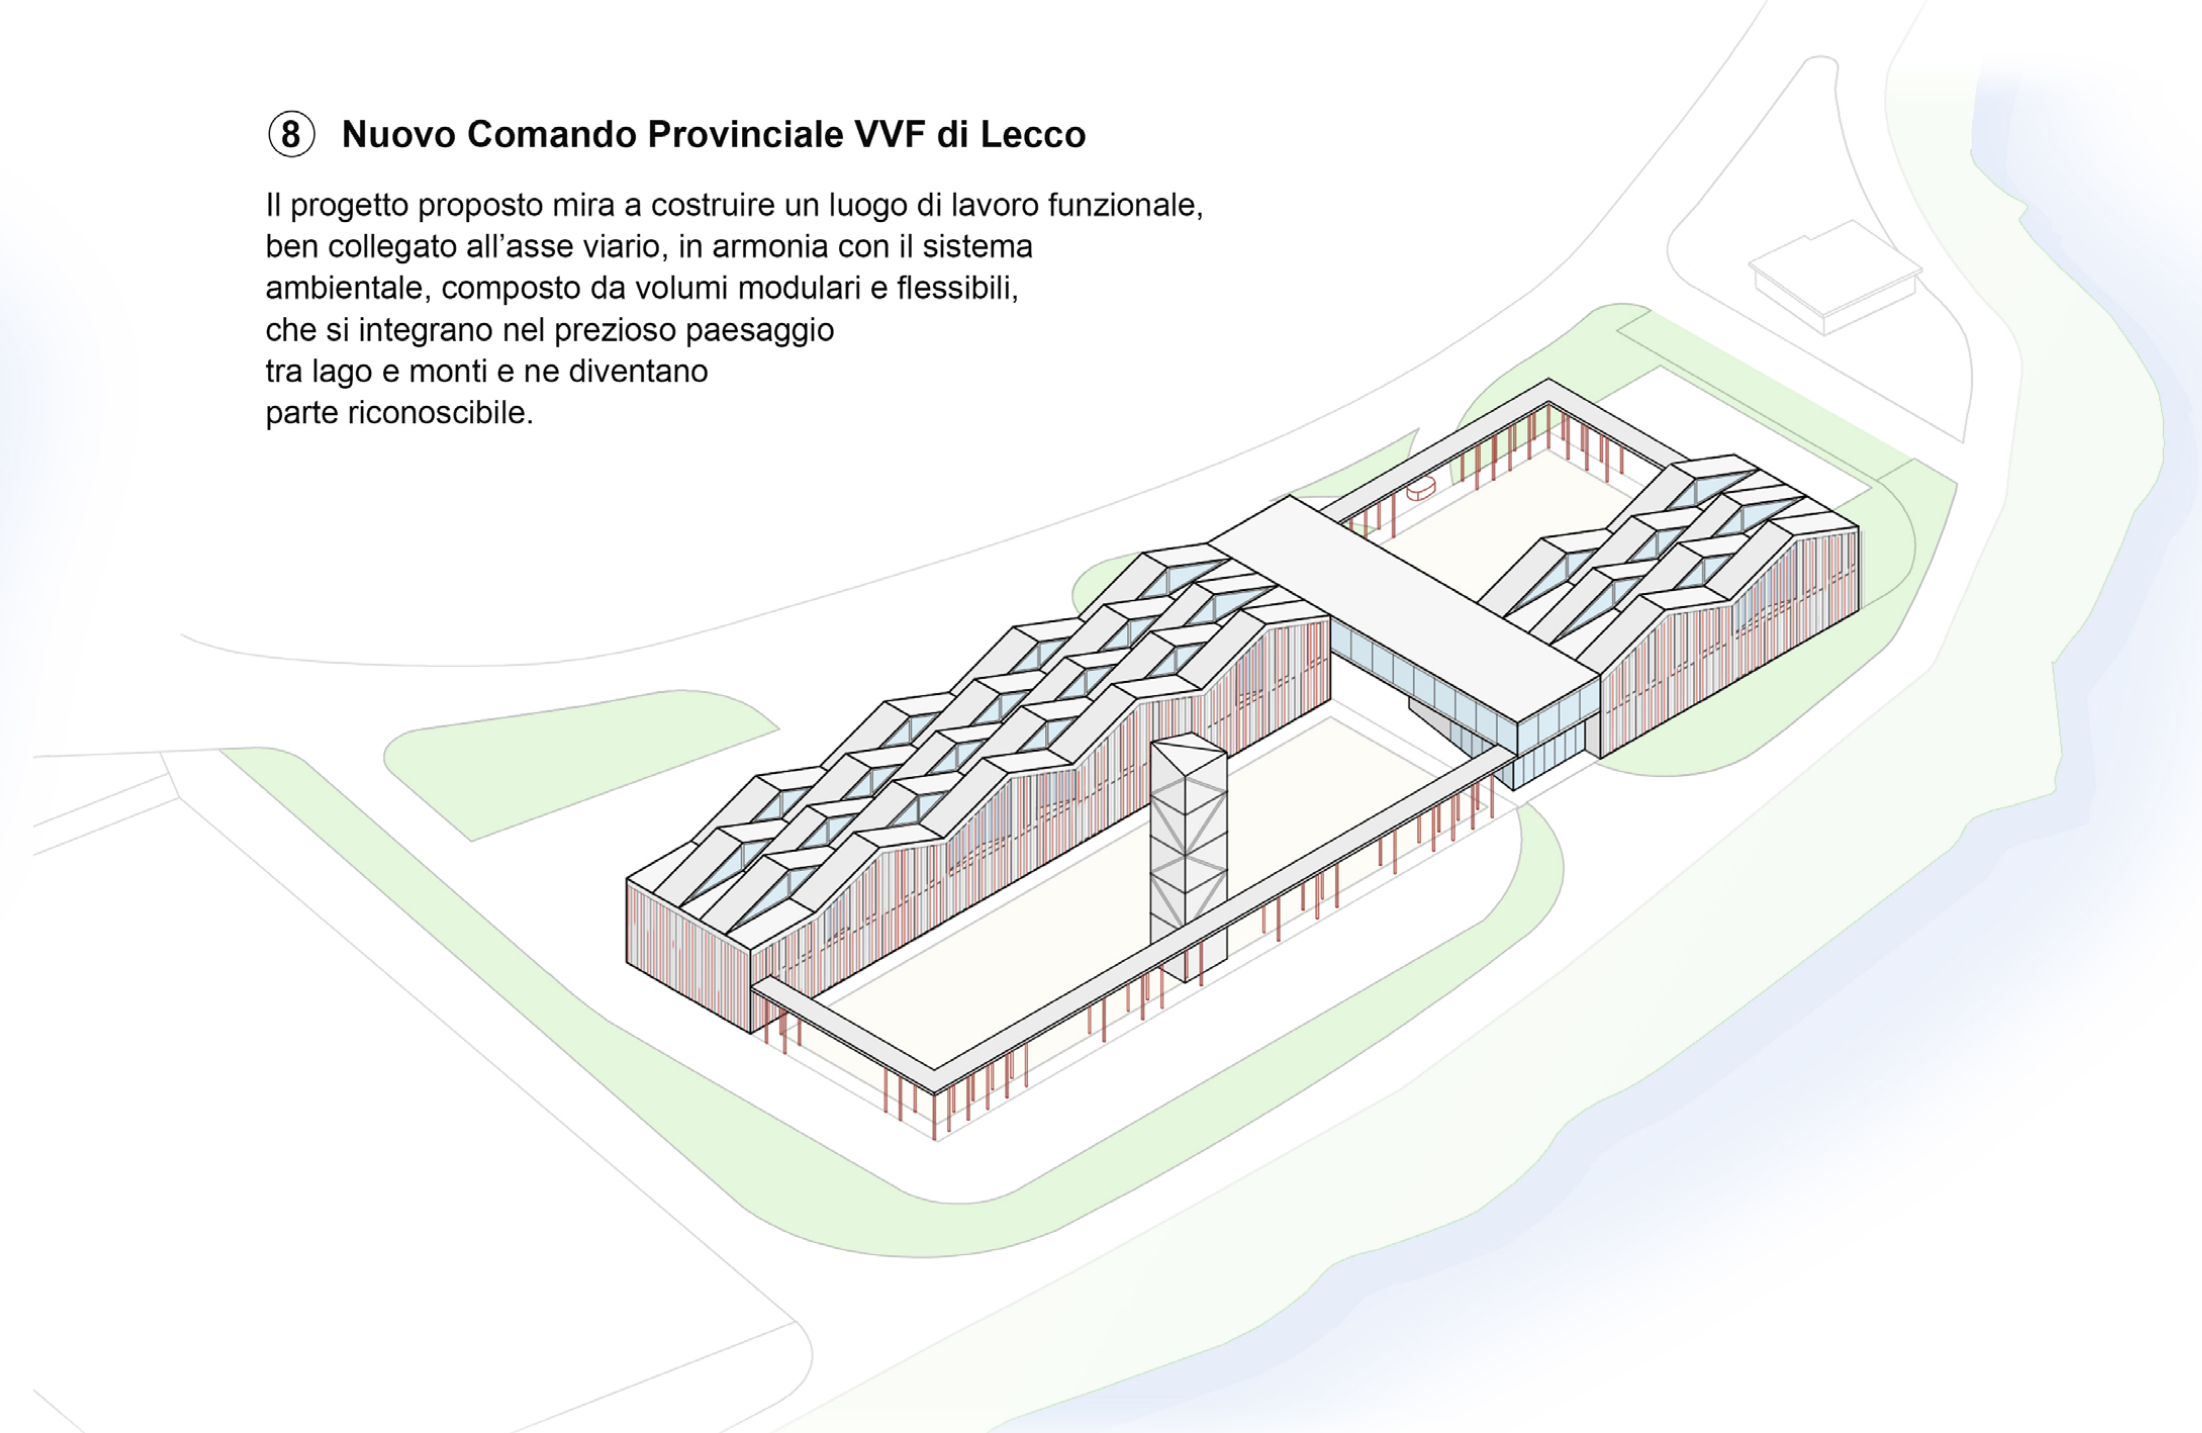 8 Nuovo Comando Provinciale VVF di Lecco
Il progetto proposto mira a costruire un luogo di lavoro funzionale,
ben collegato all’asse viario, in armonia con il sistema
ambientale, composto da volumi modulari e flessibili,
che si integrano nel prezioso paesaggio
tra lago e monti e ne diventano
parte riconoscibile.